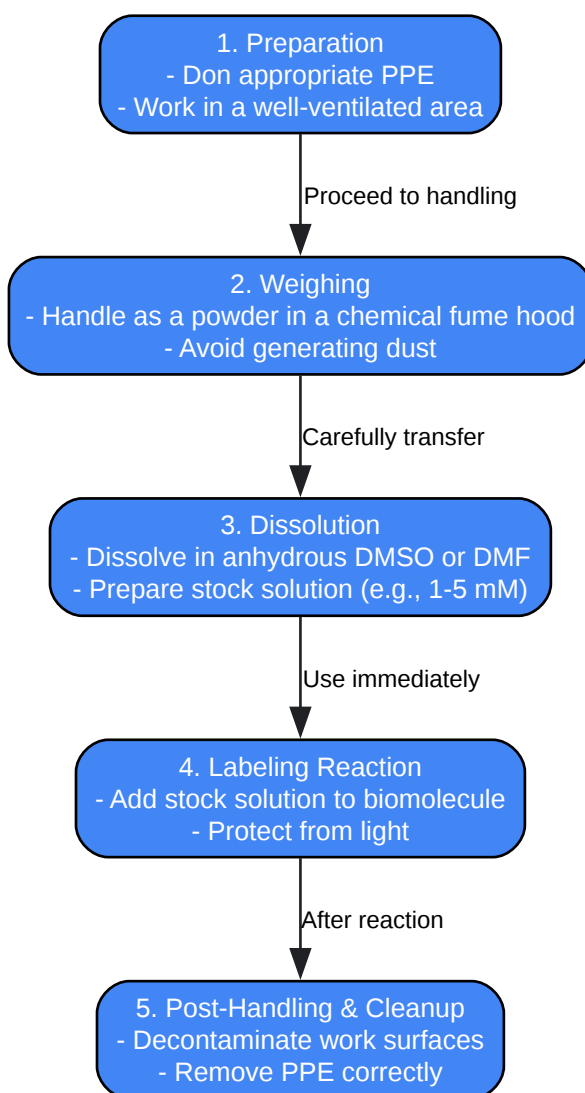 1. Preparation
- Don appropriate PPE
- Work in a well-ventilated area
Proceed to handling
2. Weighing
- Handle as a powder in a chemical fume hood
- Avoid generating dust
Carefully transfer
3. Dissolution
- Dissolve in anhydrous DMSO or DMF
- Prepare stock solution (e.g., 1-5 mM)
Use immediately
4. Labeling Reaction
- Add stock solution to biomolecule
- Protect from light
After reaction
5. Post-Handling & Cleanup
- Decontaminate work surfaces
- Remove PPE correctly